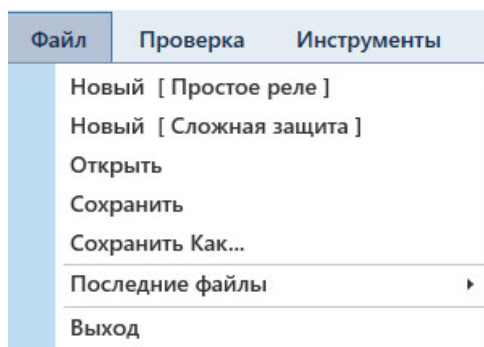 Файл Проверка Инструменты
Новый [ Простое реле ]
Новый [ Сложная защита ]
Открыть
Сохранить
Сохранить Как...
Последние файлы
Выход